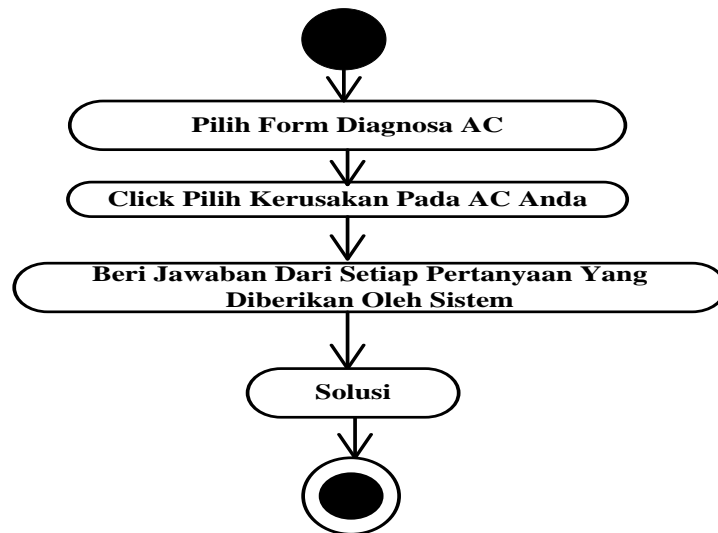 Pilih Form Diagnosa AC
Click Pilih Kerusakan Pada AC Anda
Beri Jawaban Dari Setiap Pertanyaan Yang
Diberikan Oleh Sistem
Solusi